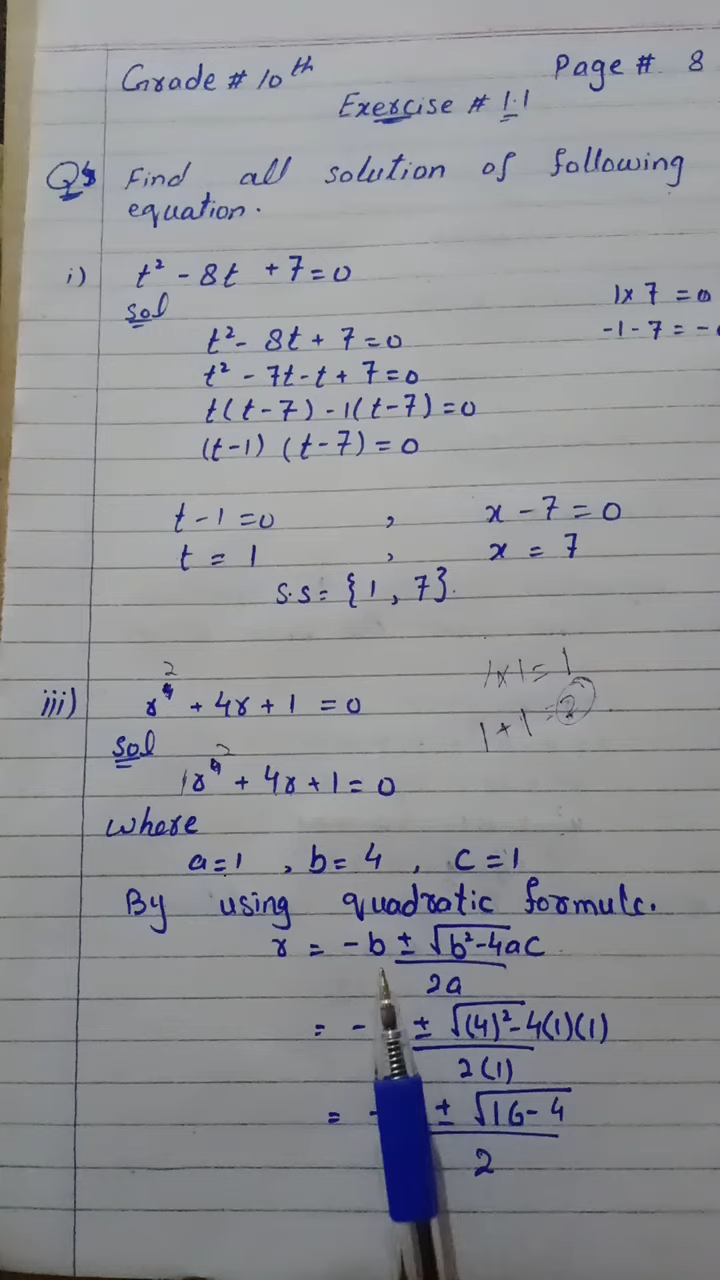 Grade # 10th Page # 8
Exercise # 1.1
Find all solution of following
equation.
i) t² - 8t + 7 = 0
Sol
1 x 7 = 0
t² - 8t + 7 = 0
-1 - 7 = -
t² - 7t - t + 7 = 0
t(t-7) - 1(t-7) = 0
(t-1) (t-7) = 0
t - 1 = 0 , x - 7 = 0
t = 1 , x = 7
S.S = {1, 7}.
1x1 = 1
iii) r² + 4r + 1 = 0
1 + 1 = 2
Sol
1r² + 4r + 1 = 0
where
a = 1 , b = 4 , c = 1
By using quadratic formula.
r = -b ± √b²-4ac
2a
= - ± √(4)²-4(1)(1)
2(1)
= - ± √16-4
2